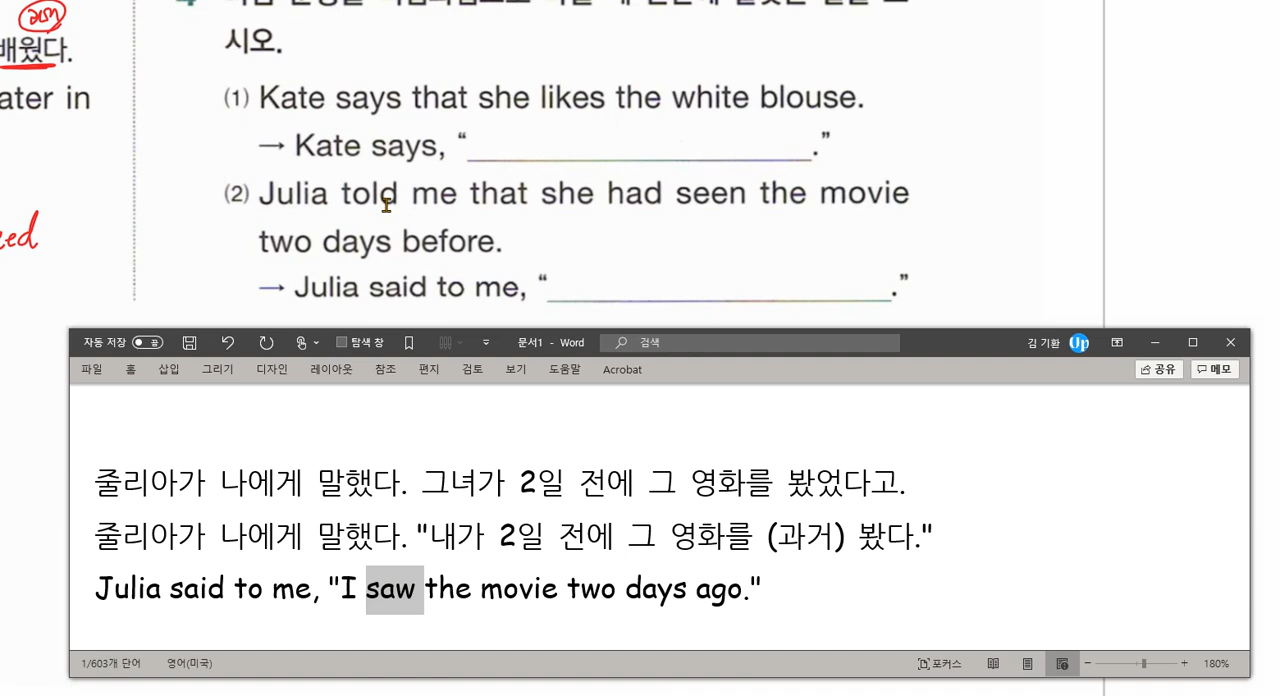 배웠다.
ater in
시오.
(1) Kate says that she likes the white blouse.
→ Kate says, “ .”
(2) Julia told me that she had seen the movie
two days before.
→ Julia said to me, “ .”
자동 저장 끔 탐색 창 문서1 - Word 검색 김 기환 Up
파일 홈 삽입 그리기 디자인 레이아웃 참조 편지 검토 보기 도움말 Acrobat 공유 메모
줄리아가 나에게 말했다. 그녀가 2일 전에 그 영화를 봤었다고.
줄리아가 나에게 말했다. "내가 2일 전에 그 영화를 (과거) 봤다."
Julia said to me, "I saw the movie two days ago."
1/603개 단어 영어(미국) 포커스 180%